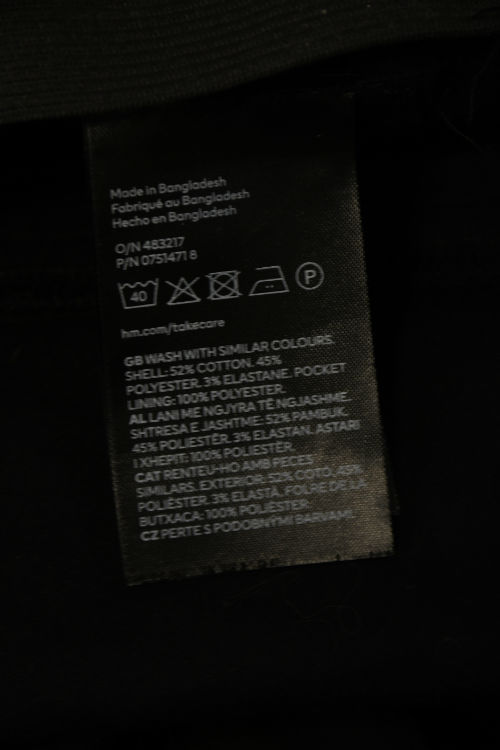 Made in Bangladesh
Fabriqué au Bangladesh
Hecho en Bangladesh
O/N 483217
P/N 0751471 8
40
P
hm.com/takecare
GB WASH WITH SIMILAR COLOURS.
SHELL: 52% COTTON. 45%
POLYESTER. 3% ELASTANE. POCKET
LINING: 100% POLYESTER.
AL LANI ME NGJYRA TË NGJASHME.
SHTRESA E JASHTME: 52% PAMBUK.
45% POLIESTËR. 3% ELASTAN. ASTARI
I XHEPIT: 100% POLIESTËR.
CAT RENTEU-HO AMB PECES
SIMILARS. EXTERIOR: 52% COTÓ. 45%
POLIÈSTER. 3% ELASTÀ. FOLRE DE LA
BUTXACA: 100% POLIÈSTER.
CZ PERTE S PODOBNÝMI BARVAMI.